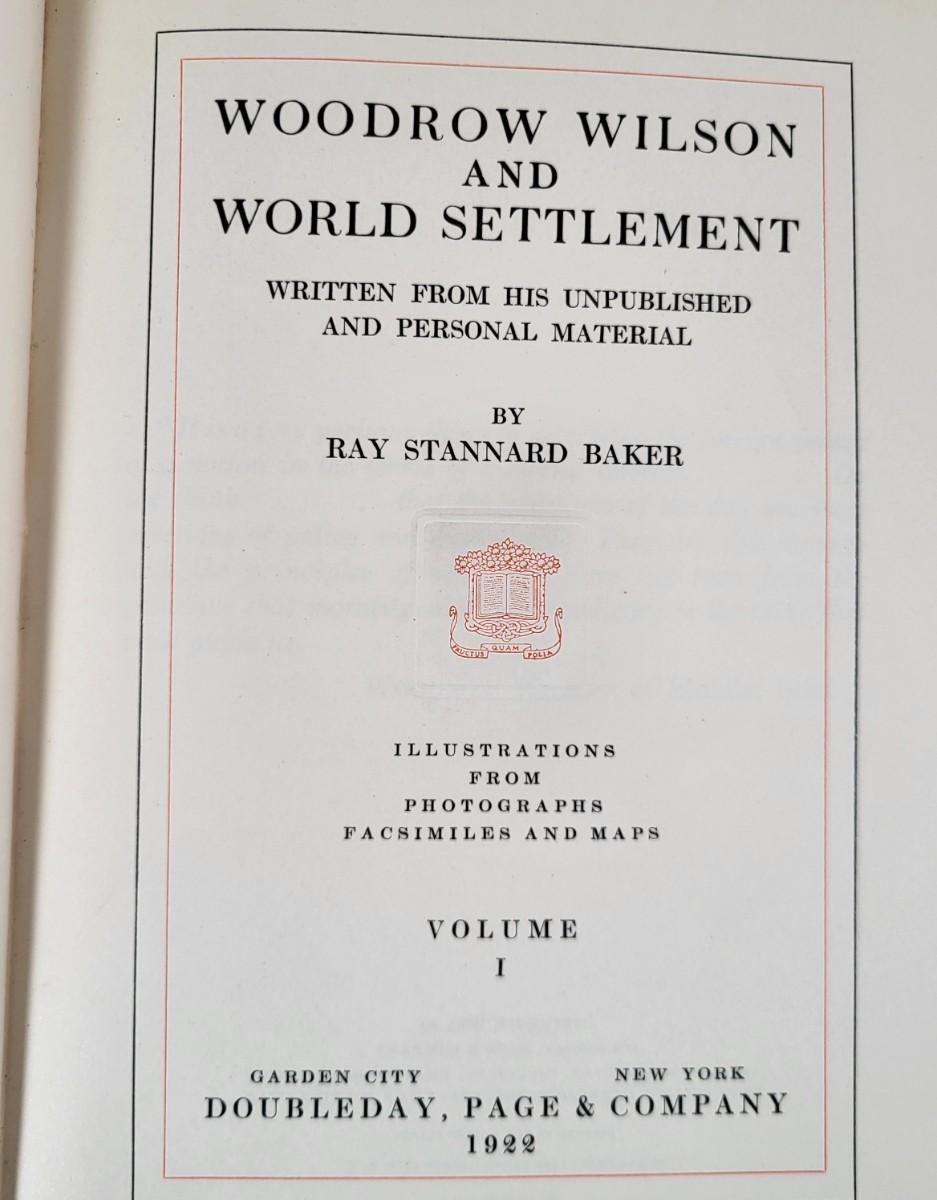 WOODROW WILSON
AND
WORLD SETTLEMENT
WRITTEN FROM HIS UNPUBLISHED
AND PERSONAL MATERIAL
BY
RAY STANNARD BAKER
FRUCTUS QUAM FOLIA
ILLUSTRATIONS
FROM
PHOTOGRAPHS
FACSIMILES AND MAPS
VOLUME
I
GARDEN CITY NEW YORK
DOUBLEDAY, PAGE & COMPANY
1922